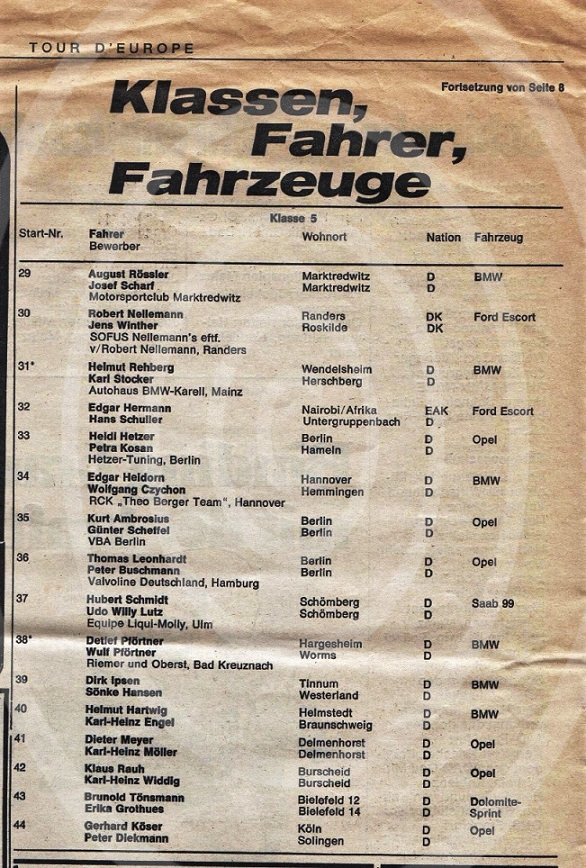 TOUR D'EUROPE
Fortsetzung von Seite 8
Klassen,
Fahrer,
Fahrzeuge
Klasse 5
Start-Nr. Fahrer Wohnort Nation Fahrzeug
Bewerber
29 August Rössler Marktredwitz D BMW
Josef Scharf Marktredwitz D
Motorsportclub Marktredwitz
30 Robert Nellemann Randers DK Ford Escort
Jens Winther Roskilde DK
SOFUS Nellemann's eftf.
v/Robert Nellemann, Randers
31* Helmut Rehberg Wendelsheim D BMW
Karl Stocker Herschberg D
Autohaus BMW-Karell, Mainz
32 Edgar Hermann Nairobi/Afrika EAK Ford Escort
Hans Schuller Untergruppenbach D
33 Heidi Hetzer Berlin D Opel
Petra Kosan Hameln D
Hetzer-Tuning, Berlin
34 Edgar Heidorn Hannover D BMW
Wolfgang Czychon Hemmingen D
RCK „Theo Berger Team", Hannover
35 Kurt Ambrosius Berlin D Opel
Günter Scheffel Berlin D
VBA Berlin
36 Thomas Leonhardt Berlin D Opel
Peter Buschmann Berlin D
Valvoline Deutschland, Hamburg
37 Hubert Schmidt Schömberg D Saab 99
Udo Willy Lutz Schömberg D
Equipe Liqui-Molly, Ulm
38* Detlef Pförtner Hargesheim D BMW
Wulf Pförtner Worms D
Riemer und Oberst, Bad Kreuznach
39 Dirk Ipsen Tinnum D BMW
Sönke Hansen Westerland D
40 Helmut Hartwig Helmstedt D BMW
Karl-Heinz Engel Braunschweig D
41 Dieter Meyer Delmenhorst D Opel
Karl-Heinz Möller Delmenhorst D
42 Klaus Rauh Burscheid D Opel
Karl-Heinz Widdig Burscheid D
43 Brunold Tönsmann Bielefeld 12 D Dolomite-
Erika Grothues Bielefeld 14 D Sprint
44 Gerhard Köser Köln D Opel
Peter Diekmann Solingen D